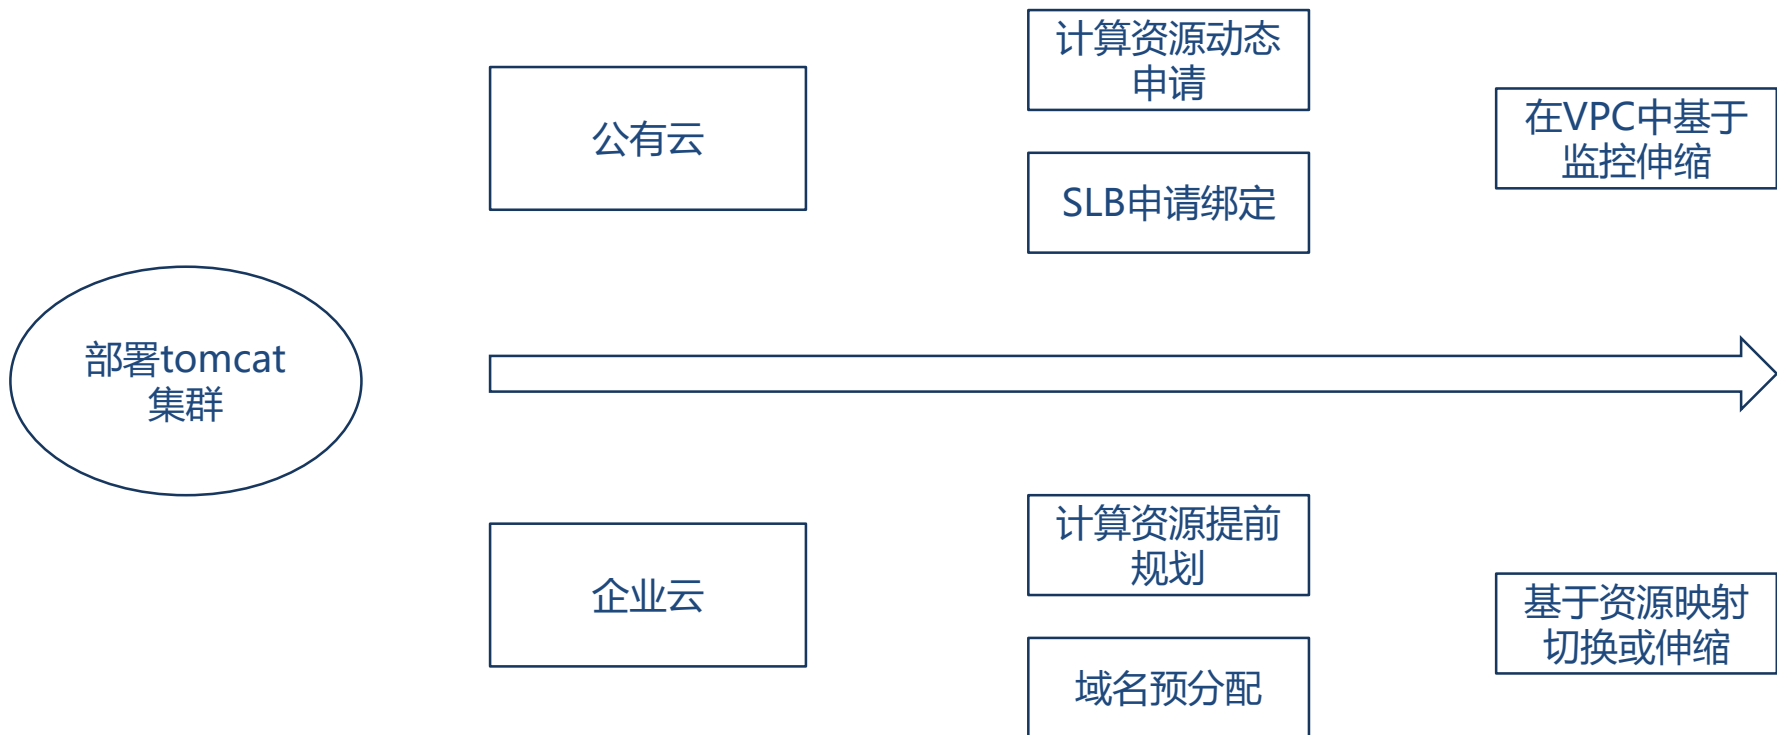 计算资源动态
申请
公有云
在VPC中基于
监控伸缩
SLB申请绑定
部署tomcat
集群
计算资源提前
规划
企业云
基于资源映射
切换或伸缩
域名预分配